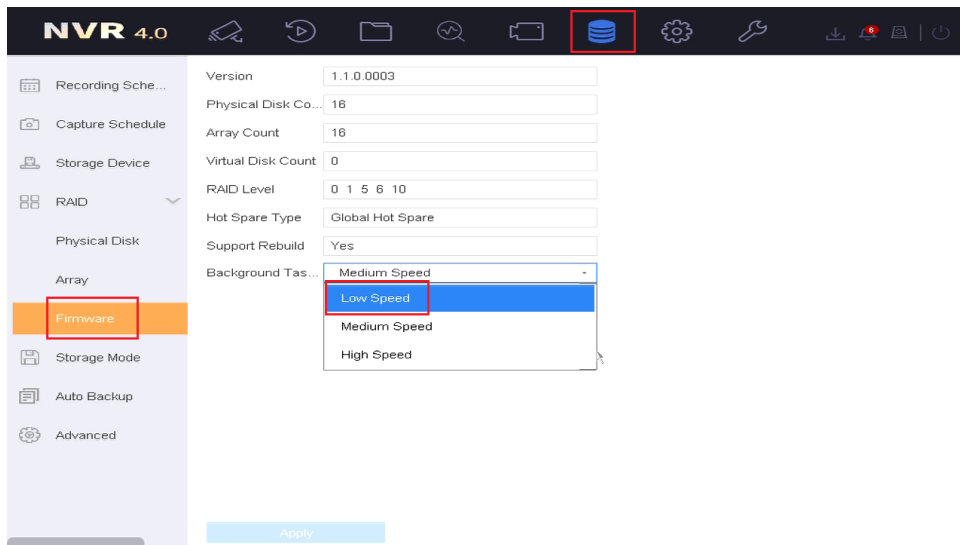 NVR 4.0
6
Recording Sche...
Capture Schedule
Storage Device
RAID
Physical Disk
Array
Firmware
Storage Mode
Auto Backup
Advanced
Version 1.1.0.0003
Physical Disk Co... 16
Array Count 16
Virtual Disk Count 0
RAID Level 0 1 5 6 10
Hot Spare Type Global Hot Spare
Support Rebuild Yes
Background Tas... Medium Speed
Low Speed
Medium Speed
High Speed
Apply